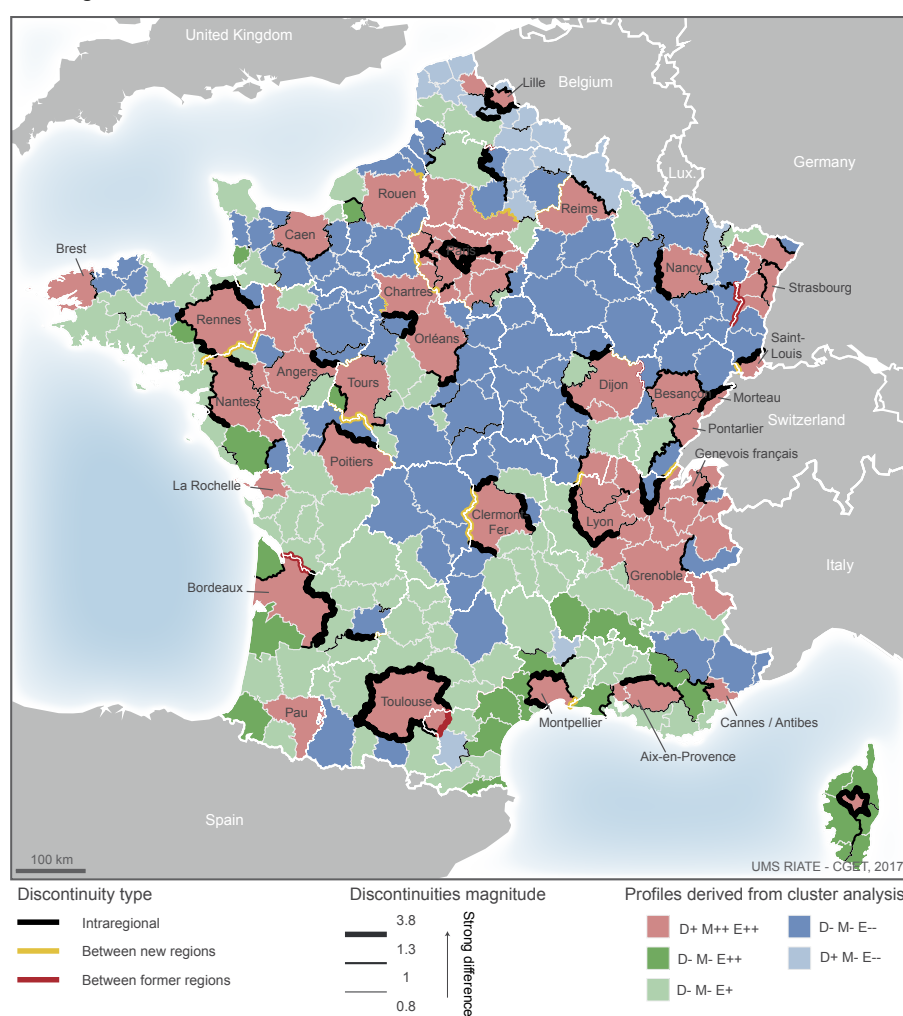 United Kingdom
Belgium
Lille
Germany
Lux.
Rouen
Reims
Caen
Paris
Brest
Nancy
Strasbourg
Chartres
Rennes
Orléans
Saint-
Louis
Angers
Tours
Dijon
Besançon
Nantes
Morteau
Switzerland
Pontarlier
Poitiers
Genevois français
La Rochelle
Clermont
Fer.
Lyon
Italy
Grenoble
Bordeaux
Toulouse
Pau
Montpellier
Cannes / Antibes
Aix-en-Provence
Spain
100 km
UMS RIATE - CGET, 2017
Discontinuity type
Intraregional
Between new regions
Between former regions
Discontinuities magnitude
3.8
1.3
1
0.8
Strong difference
Profiles derived from cluster analysis
D+ M++ E++
D- M- E--
D- M- E++
D+ M- E--
D- M- E+